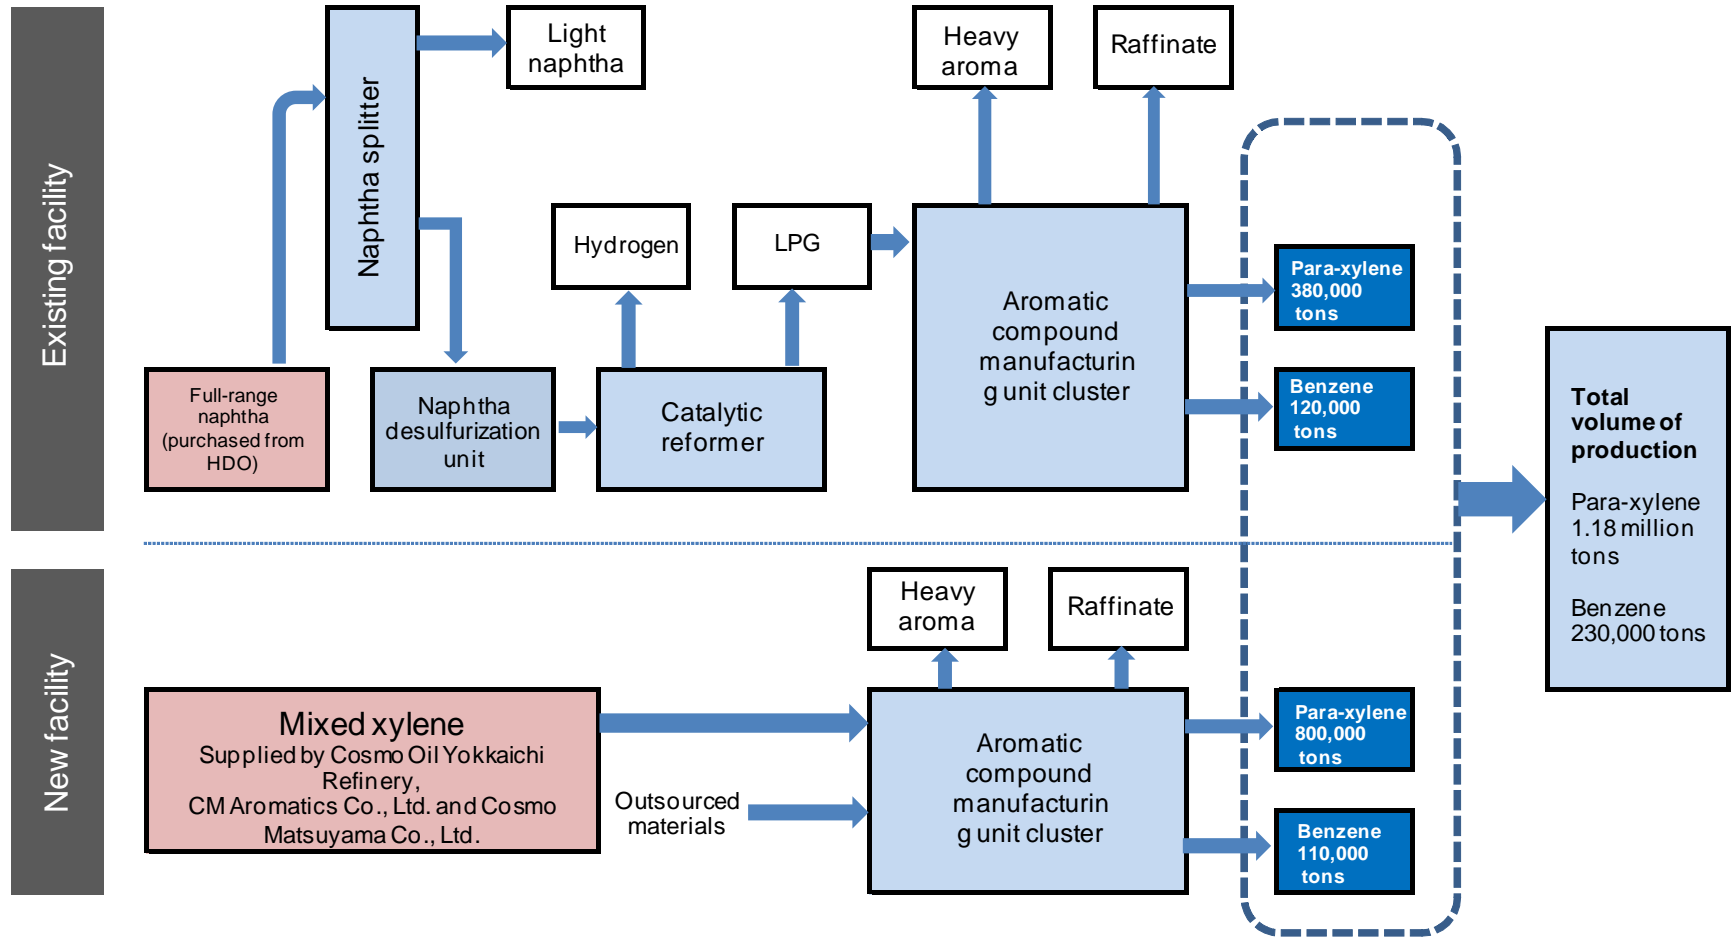 Existing facility
Light
naphtha
Naphtha splitter
Heavy
aroma
Raffinate
Hydrogen
LPG
Full-range
naphtha
(purchased from
HDO)
Naphtha
desulfurization
unit
Catalytic
reformer
Aromatic
compound
manufacturin
g unit cluster
Para-xylene
380,000
tons
Benzene
120,000
tons
Total
volume of
production
Para-xylene
1.18 million
tons
Benzene
230,000 tons
New facility
Heavy
aroma
Raffinate
Mixed xylene
Supplied by Cosmo Oil Yokkaichi
Refinery,
CM Aromatics Co., Ltd. and Cosmo
Matsuyama Co., Ltd.
Outsourced
materials
Aromatic
compound
manufacturin
g unit cluster
Para-xylene
800,000
tons
Benzene
110,000
tons